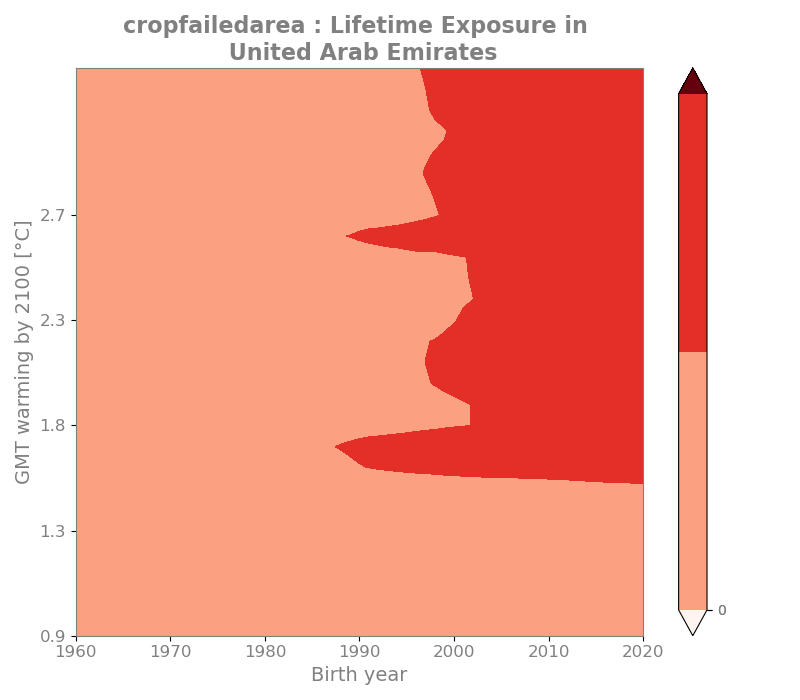 cropfailedarea : Lifetime Exposure in
United Arab Emirates
GMT warming by 2100 [°C]
2.7
2.3
1.8
1.3
0.9
1960 1970 1980 1990 2000 2010 2020
Birth year
0